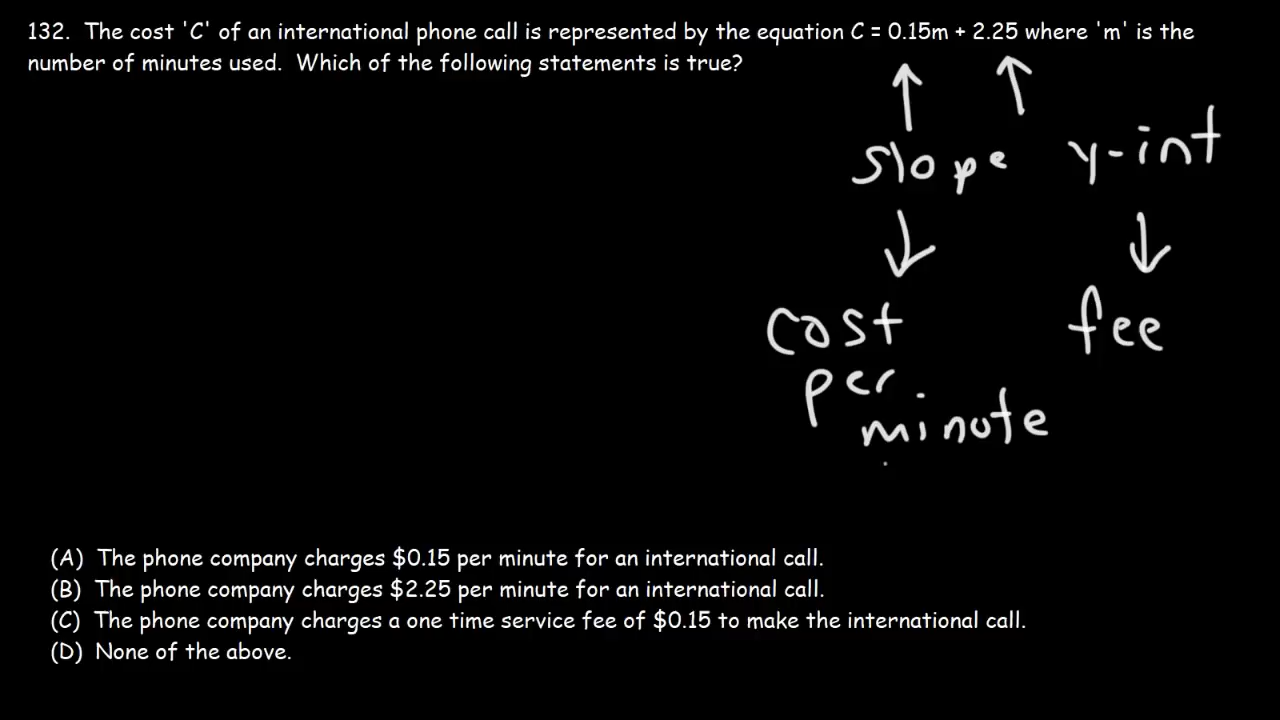 132. The cost 'C' of an international phone call is represented by the equation C = 0.15m + 2.25 where 'm' is the
number of minutes used. Which of the following statements is true?
slope y-int
cost fee
per
minute
(A) The phone company charges $0.15 per minute for an international call.
(B) The phone company charges $2.25 per minute for an international call.
(C) The phone company charges a one time service fee of $0.15 to make the international call.
(D) None of the above.